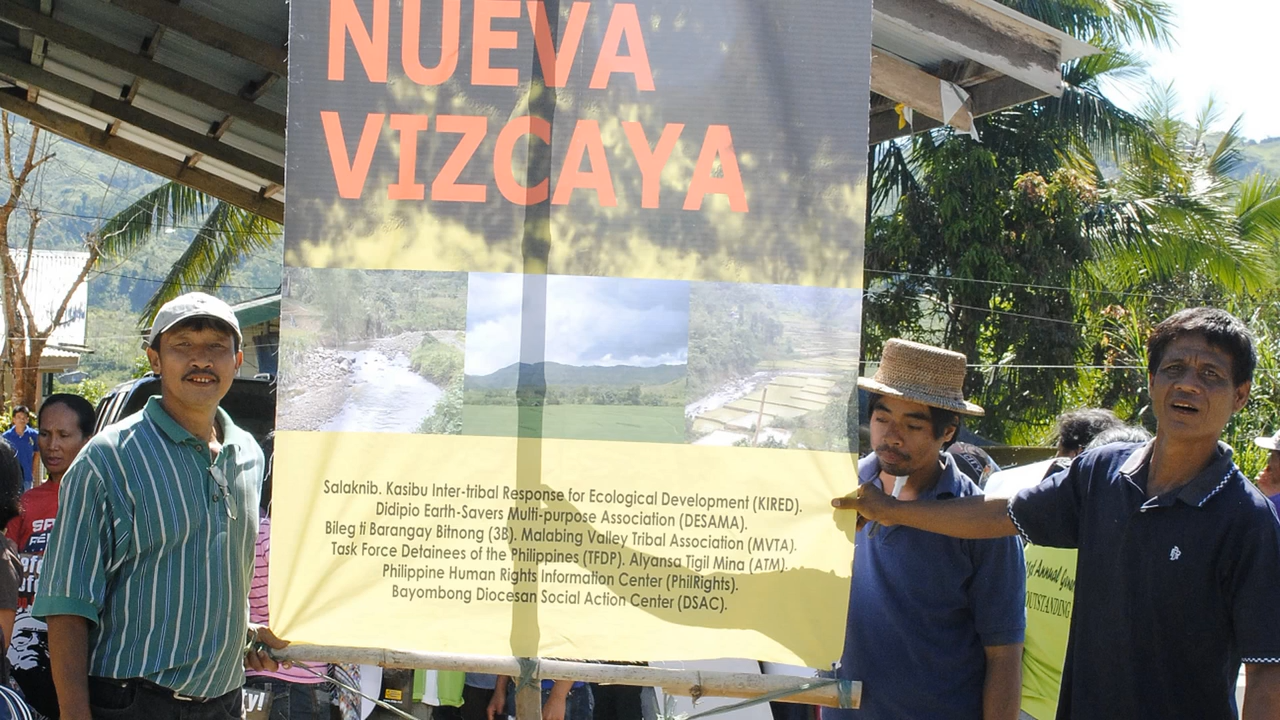 NUEVA
VIZCAYA
Salaknib. Kasibu Inter-tribal Response for Ecological Development (KIRED).
Didipio Earth-Savers Multi-purpose Association (DESAMA).
Bileg ti Barangay Bitnong (3B). Malabing Valley Tribal Association (MVTA).
Task Force Detainees of the Philippines (TFDP). Alyansa Tigil Mina (ATM).
Philippine Human Rights Information Center (PhilRights).
Bayombong Diocesan Social Action Center (DSAC).
Annual
OUTSTANDING